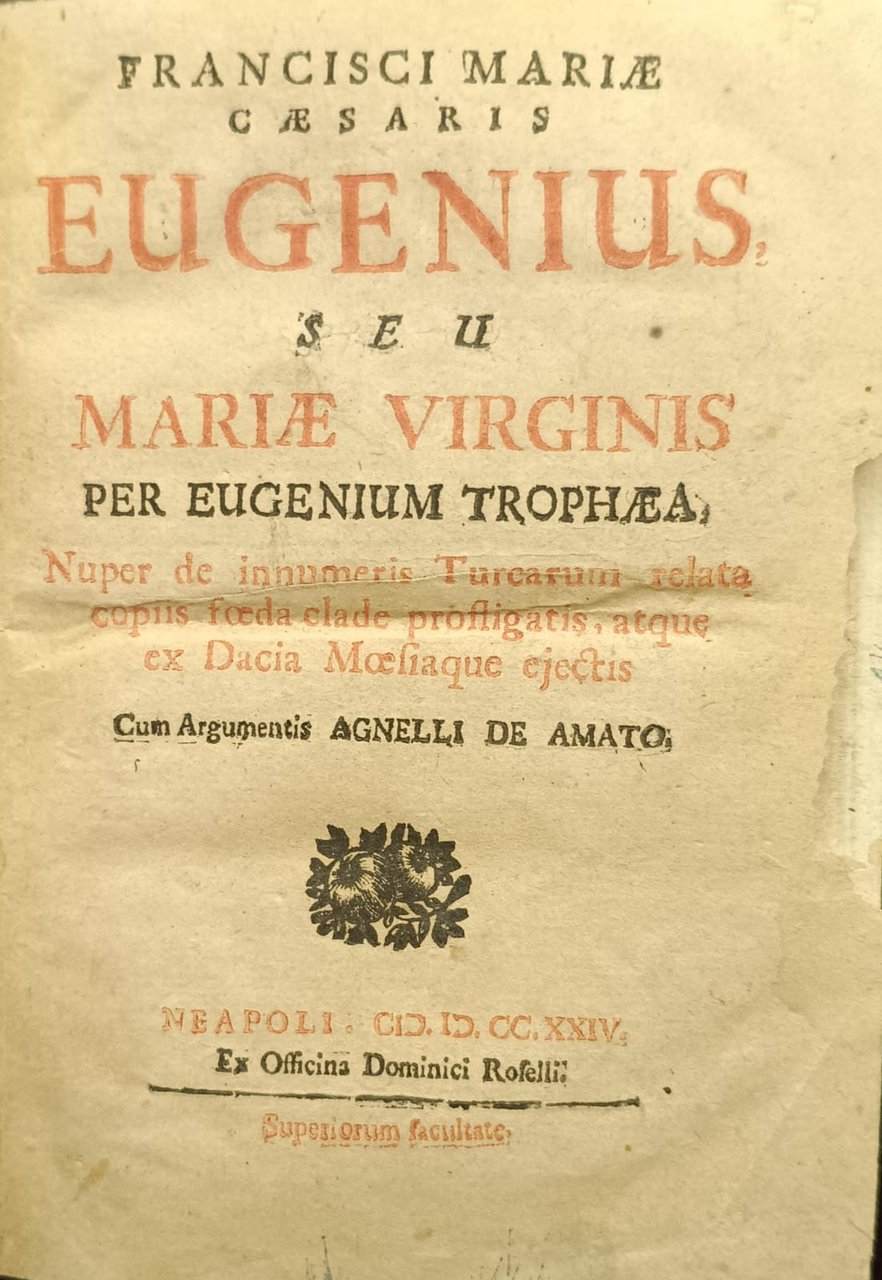 FRANCISCI MARIÆ
CÆSARIS
EUGENIUS,
SEU
MARIÆ VIRGINIS
PER EUGENIUM TROPHÆA,
Nuper de innumeris Turcarum relata
copiis fœda clade profligatis, atque
ex Dacia Mœſiaque ejectis
Cum Argumentis AGNELLI DE AMATO,
NEAPOLI. CIↃ. IↃ. CC. XXIV.
Ex Officina Dominici Roſelli.
Superiorum facultate.